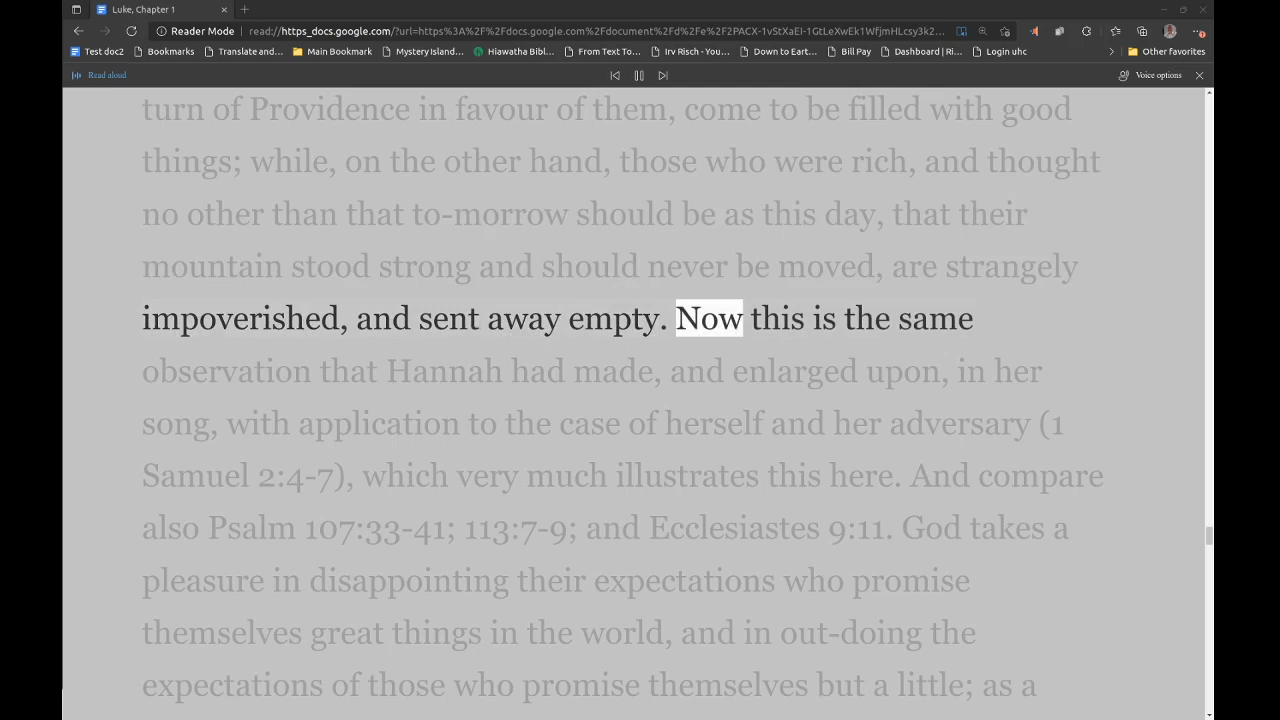 Luke, Chapter 1
Reader Mode
read://https_docs.google.com/?url=https%3A%2F%2Fdocs.google.com%2Fdocument%2Fd%2Fe%2F2PACX-1vStXaEI-1GtLeXwEk1WfjmHLcsy3k2...
Test doc2
Bookmarks
Translate and...
Main Bookmark
Mystery Island...
Hiawatha Bibl...
From Text To...
Irv Risch - You...
Down to Eart...
Bill Pay
Dashboard | Ri...
Login uhc
Other favorites
Read aloud
Voice options
turn of Providence in favour of them, come to be filled with good
things; while, on the other hand, those who were rich, and thought
no other than that to-morrow should be as this day, that their
mountain stood strong and should never be moved, are strangely
impoverished, and sent away empty. Now this is the same
observation that Hannah had made, and enlarged upon, in her
song, with application to the case of herself and her adversary (1
Samuel 2:4-7), which very much illustrates this here. And compare
also Psalm 107:33-41; 113:7-9; and Ecclesiastes 9:11. God takes a
pleasure in disappointing their expectations who promise
themselves great things in the world, and in out-doing the
expectations of those who promise themselves but a little; as a